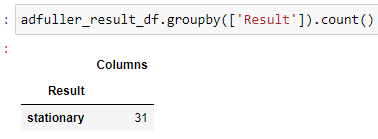 : adfuller_result_df.groupby(['Result']).count()
:
Columns
Result
stationary 31